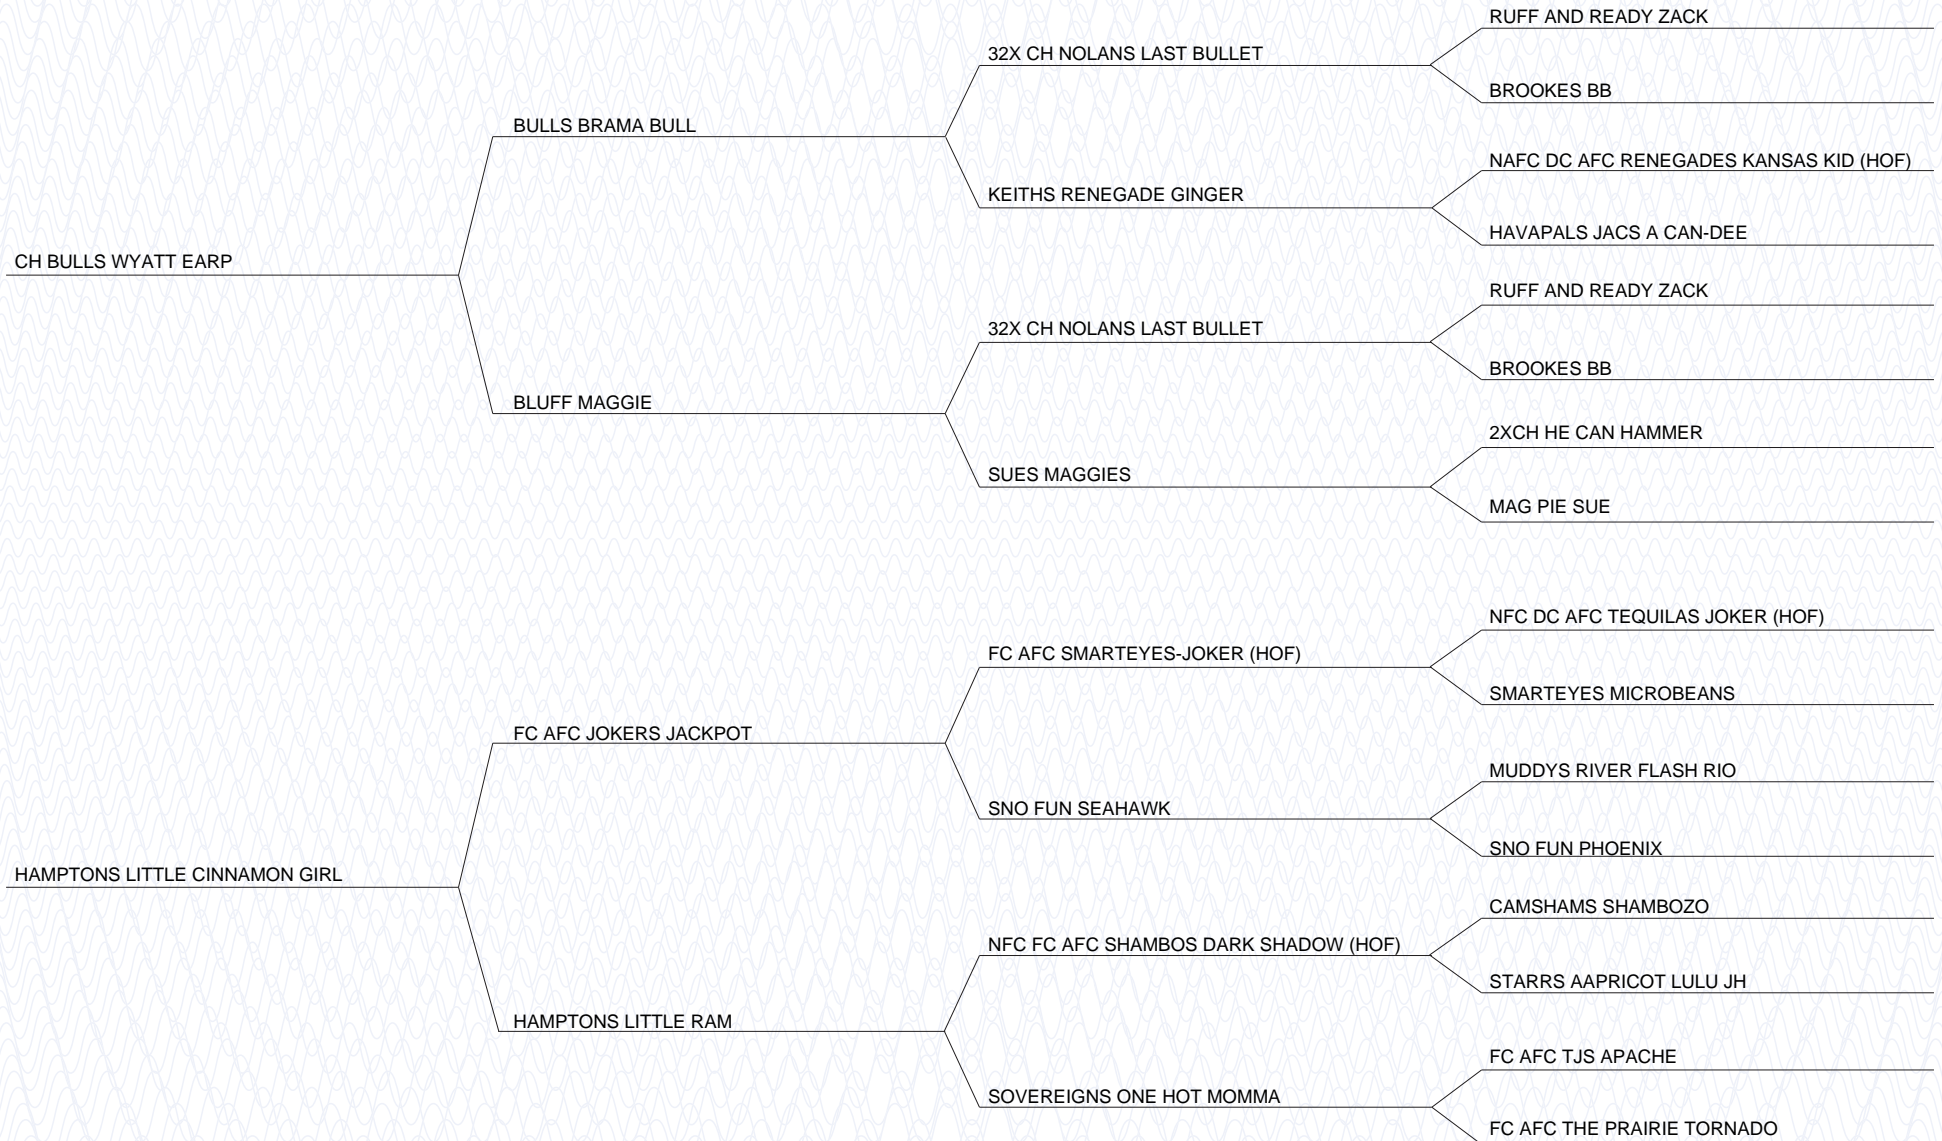 RUFF AND READY ZACK
32X CH NOLANS LAST BULLET
BROOKES BB
BULLS BRAMA BULL
NAFC DC AFC RENEGADES KANSAS KID (HOF)
KEITHS RENEGADE GINGER
HAVAPALS JACS A CAN-DEE
CH BULLS WYATT EARP
RUFF AND READY ZACK
32X CH NOLANS LAST BULLET
BROOKES BB
BLUFF MAGGIE
2XCH HE CAN HAMMER
SUES MAGGIES
MAG PIE SUE
NFC DC AFC TEQUILAS JOKER (HOF)
FC AFC SMARTEYES-JOKER (HOF)
SMARTEYES MICROBEANS
FC AFC JOKERS JACKPOT
MUDDYS RIVER FLASH RIO
SNO FUN SEAHAWK
SNO FUN PHOENIX
HAMPTONS LITTLE CINNAMON GIRL
CAMSHAMS SHAMBOZO
NFC FC AFC SHAMBOS DARK SHADOW (HOF)
STARRS AAPRICOT LULU JH
HAMPTONS LITTLE RAM
FC AFC TJS APACHE
SOVEREIGNS ONE HOT MOMMA
FC AFC THE PRAIRIE TORNADO